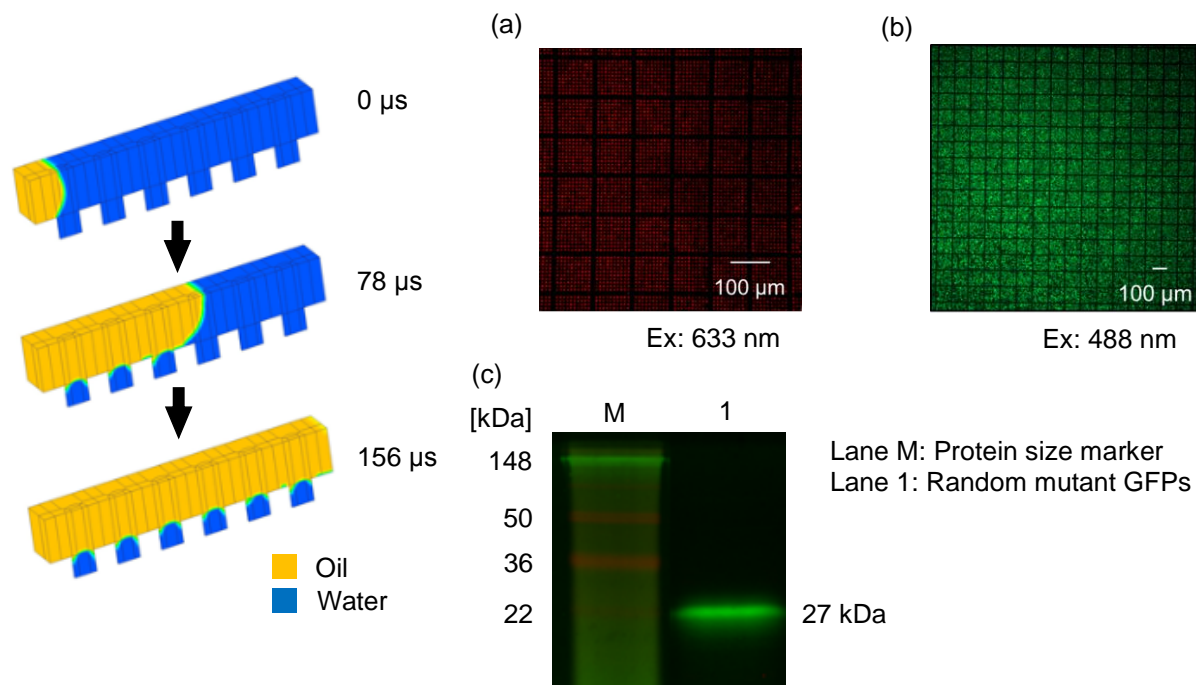 0 µs
78 µs
156 µs
Oil
Water
(a)
100 µm
Ex: 633 nm
(b)
100 µm
Ex: 488 nm
(c)
[kDa] M 1
148
50
36
22
27 kDa
Lane M: Protein size marker
Lane 1: Random mutant GFPs